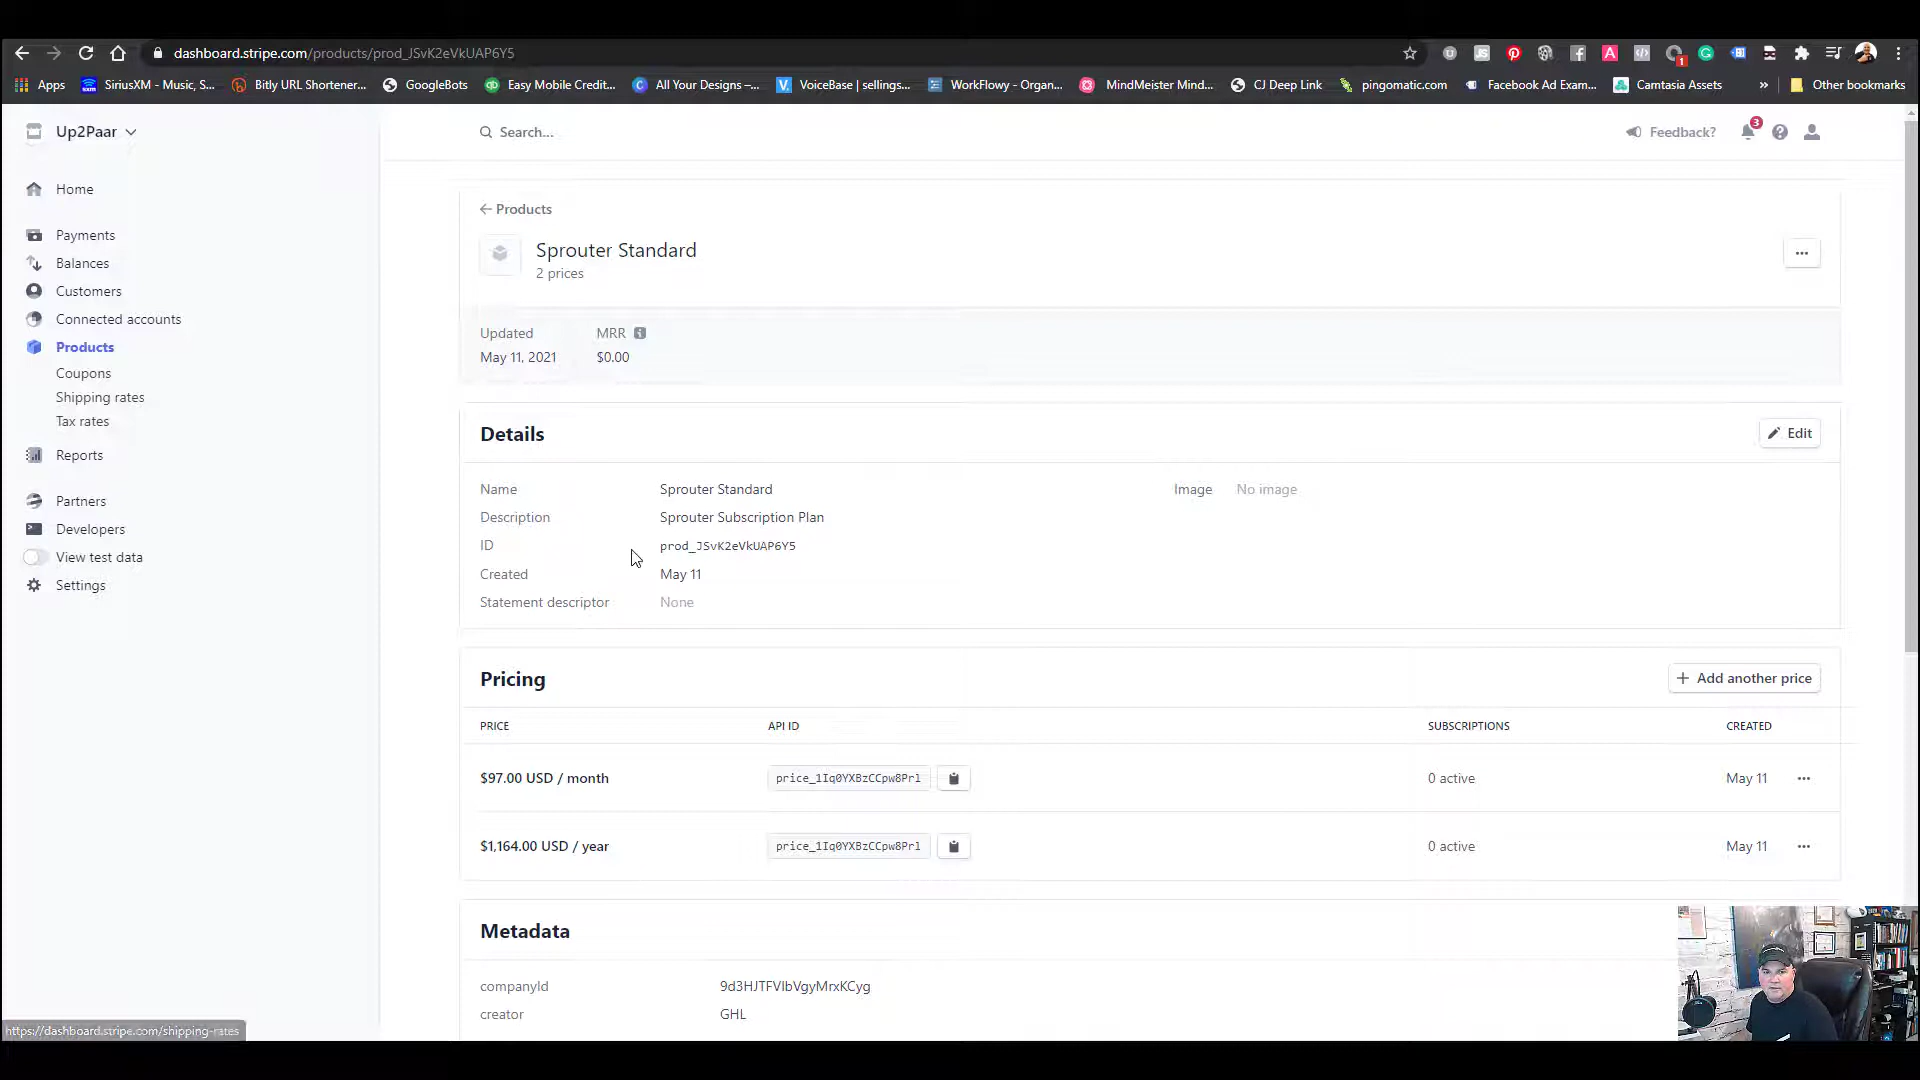 dashboard.stripe.com/products/prod_JSvK2eVkUAP6Y5
1
Apps
SiriusXM - Music, S...
Bitly URL Shortener...
GoogleBots
Easy Mobile Credit...
All Your Designs –...
VoiceBase | sellings...
WorkFlowy - Organ...
MindMeister Mind...
CJ Deep Link
pingomatic.com
Facebook Ad Exam...
Camtasia Assets
»
Other bookmarks
Up2Paar
Search...
Feedback?
3
Home
Payments
Balances
Customers
Connected accounts
Products
Coupons
Shipping rates
Tax rates
Reports
Partners
Developers
View test data
Settings
Products
Sprouter Standard
2 prices
Updated
May 11, 2021
MRR
$0.00
Details
Edit
Name Sprouter Standard
Image No image
Description Sprouter Subscription Plan
ID prod_JSvK2eVkUAP6Y5
Created May 11
Statement descriptor None
Pricing
Add another price
PRICE API ID SUBSCRIPTIONS CREATED
$97.00 USD / month price_1Iq0YXBzCCpw8Prl 0 active May 11
$1,164.00 USD / year price_1Iq0YXBzCCpw8Prl 0 active May 11
Metadata
companyId 9d3HJTFVIbVgyMrxKCyg
creator GHL
https://dashboard.stripe.com/shipping-rates